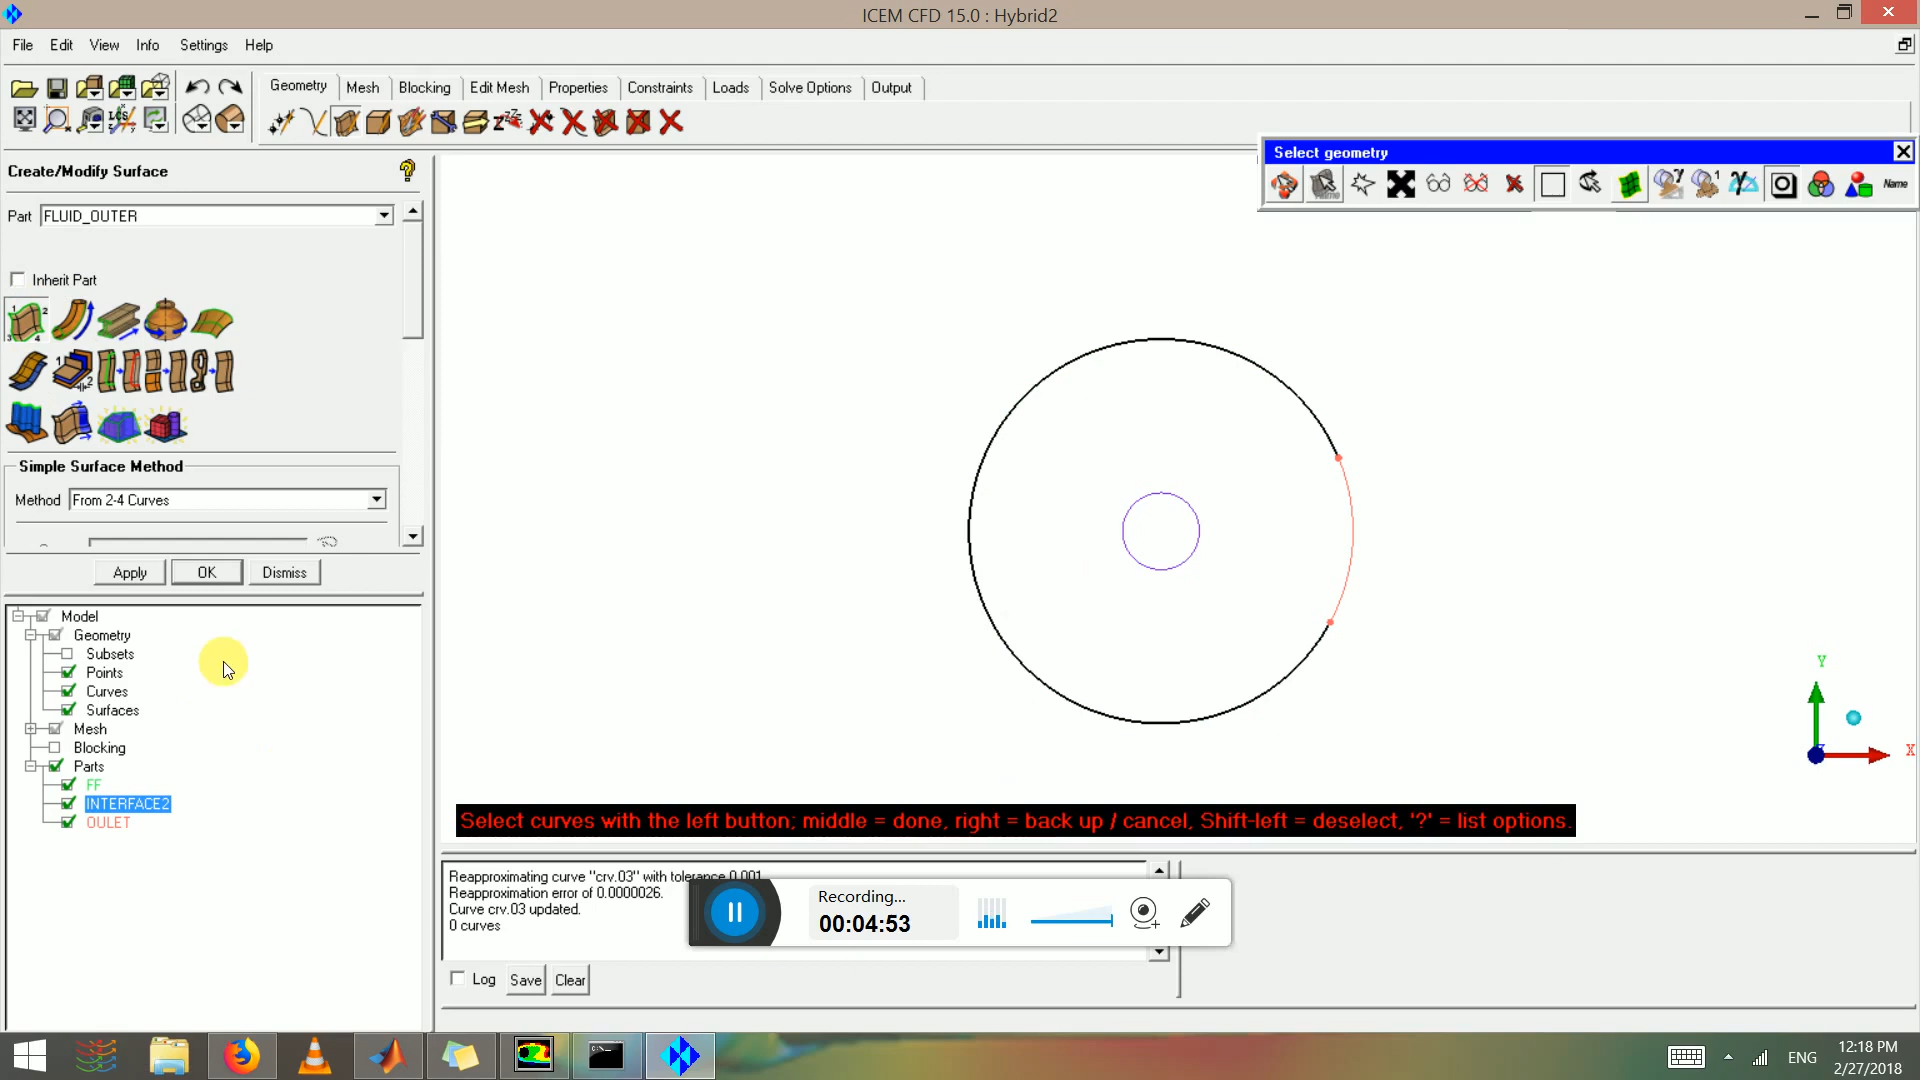 ICEM CFD 15.0 : Hybrid2
File Edit View Info Settings Help
Geometry Mesh Blocking Edit Mesh Properties Constraints Loads Solve Options Output
Select geometry
Name
Create/Modify Surface
Part FLUID_OUTER
Inherit Part
Simple Surface Method
Method From 2-4 Curves
Apply OK Dismiss
Model
Geometry
Subsets
Points
Curves
Surfaces
Mesh
Blocking
Parts
FF
INTERFACE2
OULET
Y
X
Select curves with the left button; middle = done, right = back up / cancel, Shift-left = deselect, '?' = list options.
Reapproximating curve "crv.03" with tolerance 0.001
Reapproximation error of 0.0000026.
Curve crv.03 updated.
0 curves
Recording...
00:04:53
Log Save Clear
ENG
12:18 PM
2/27/2018